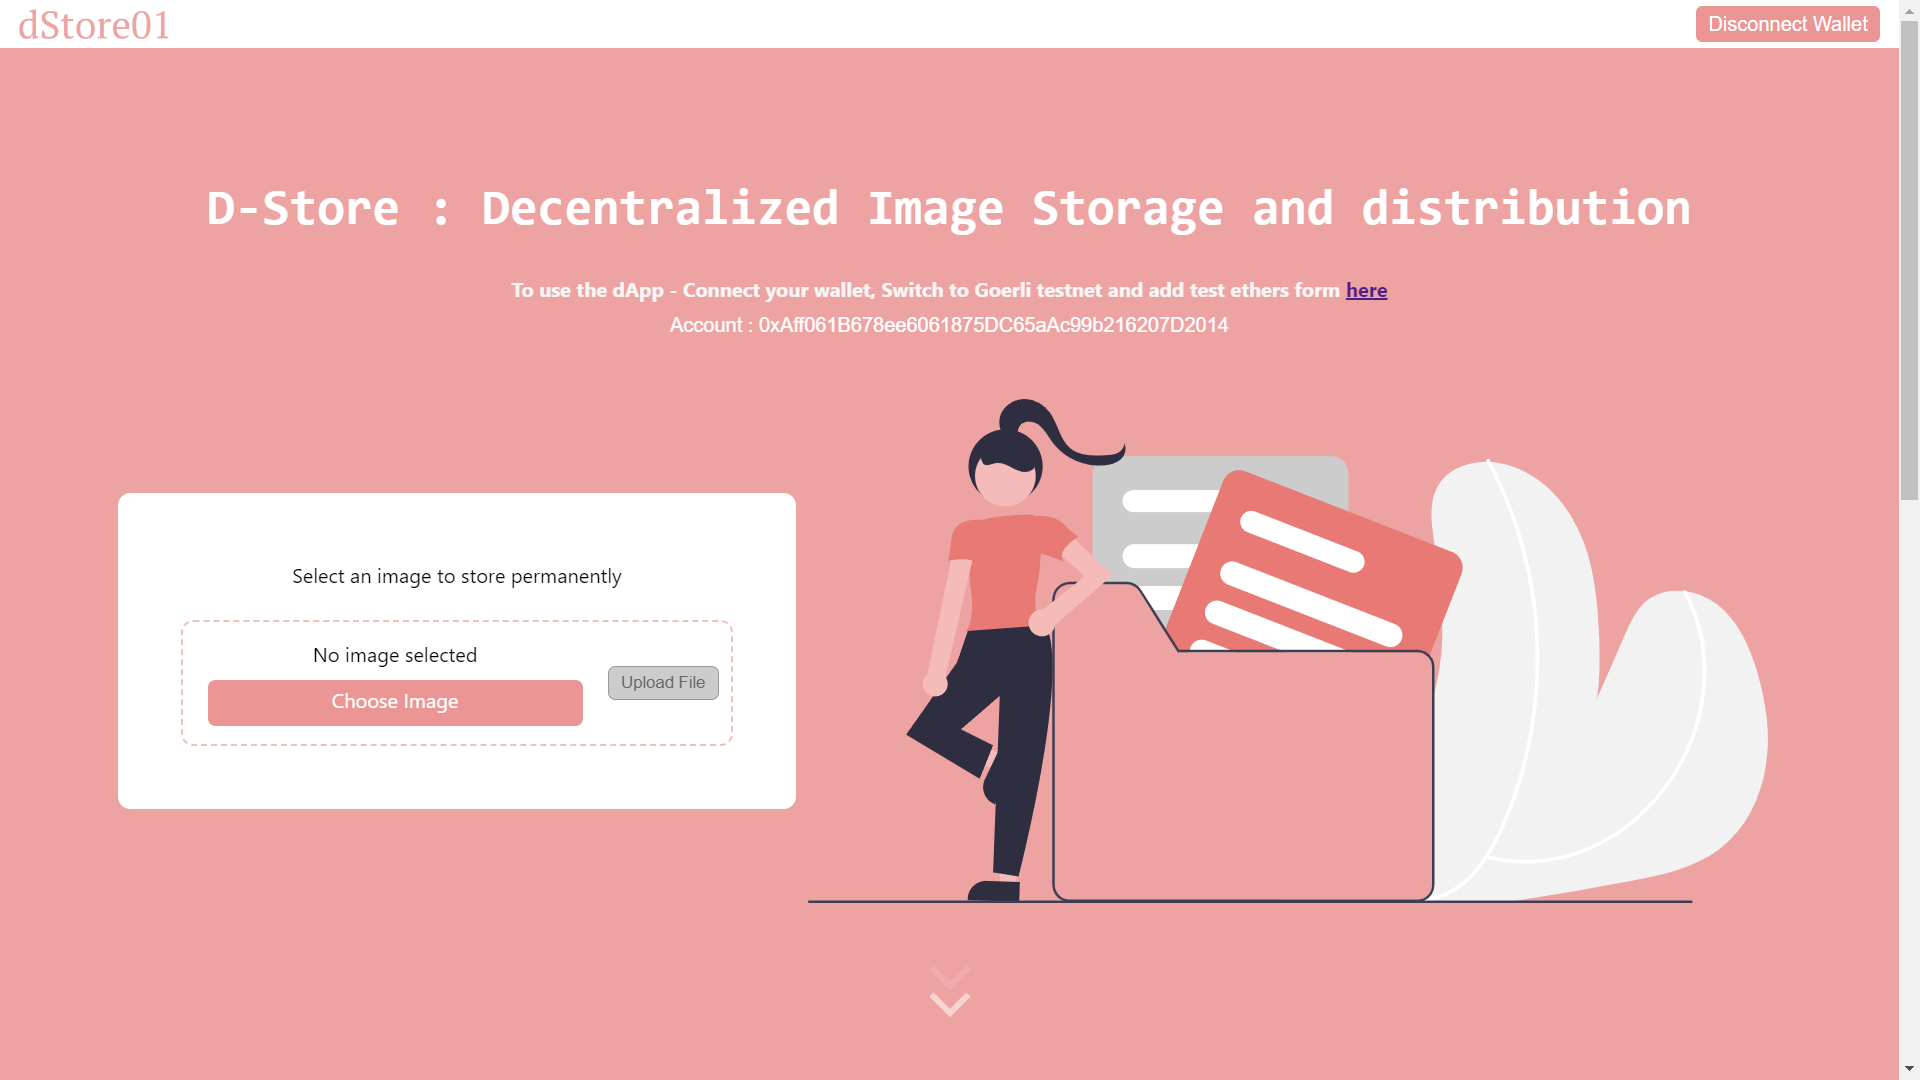 dStore01
Disconnect Wallet
D-Store : Decentralized Image Storage and distribution
To use the dApp - Connect your wallet, Switch to Goerli testnet and add test ethers form here
Account : 0xAff061B678ee6061875DC65aAc99b216207D2014
Select an image to store permanently
No image selected
Choose Image
Upload File